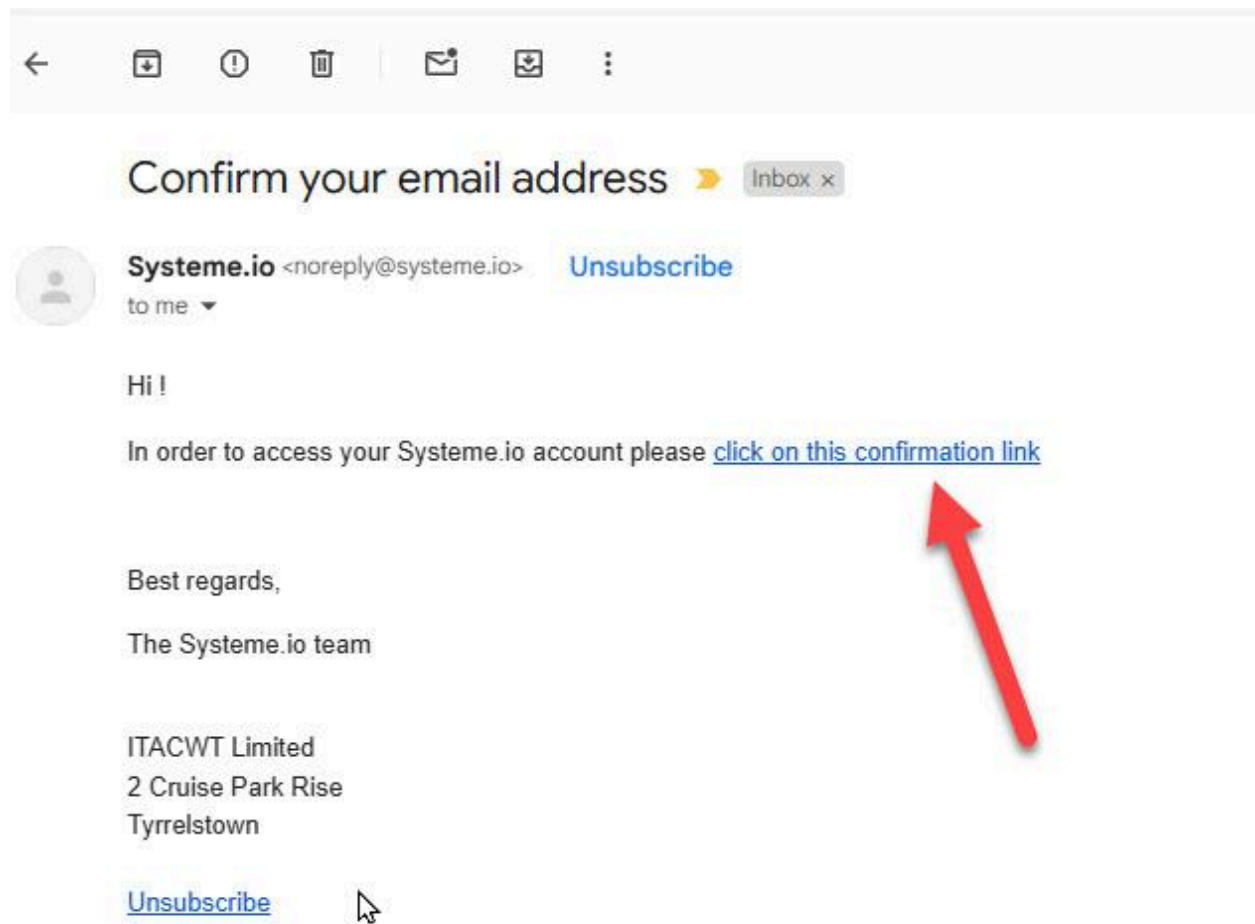 Confirm your email address Inbox x
Systeme.io <noreply@systeme.io> Unsubscribe
to me
Hi !
In order to access your Systeme.io account please click on this confirmation link
Best regards,
The Systeme.io team
ITACWT Limited
2 Cruise Park Rise
Tyrrelstown
Unsubscribe